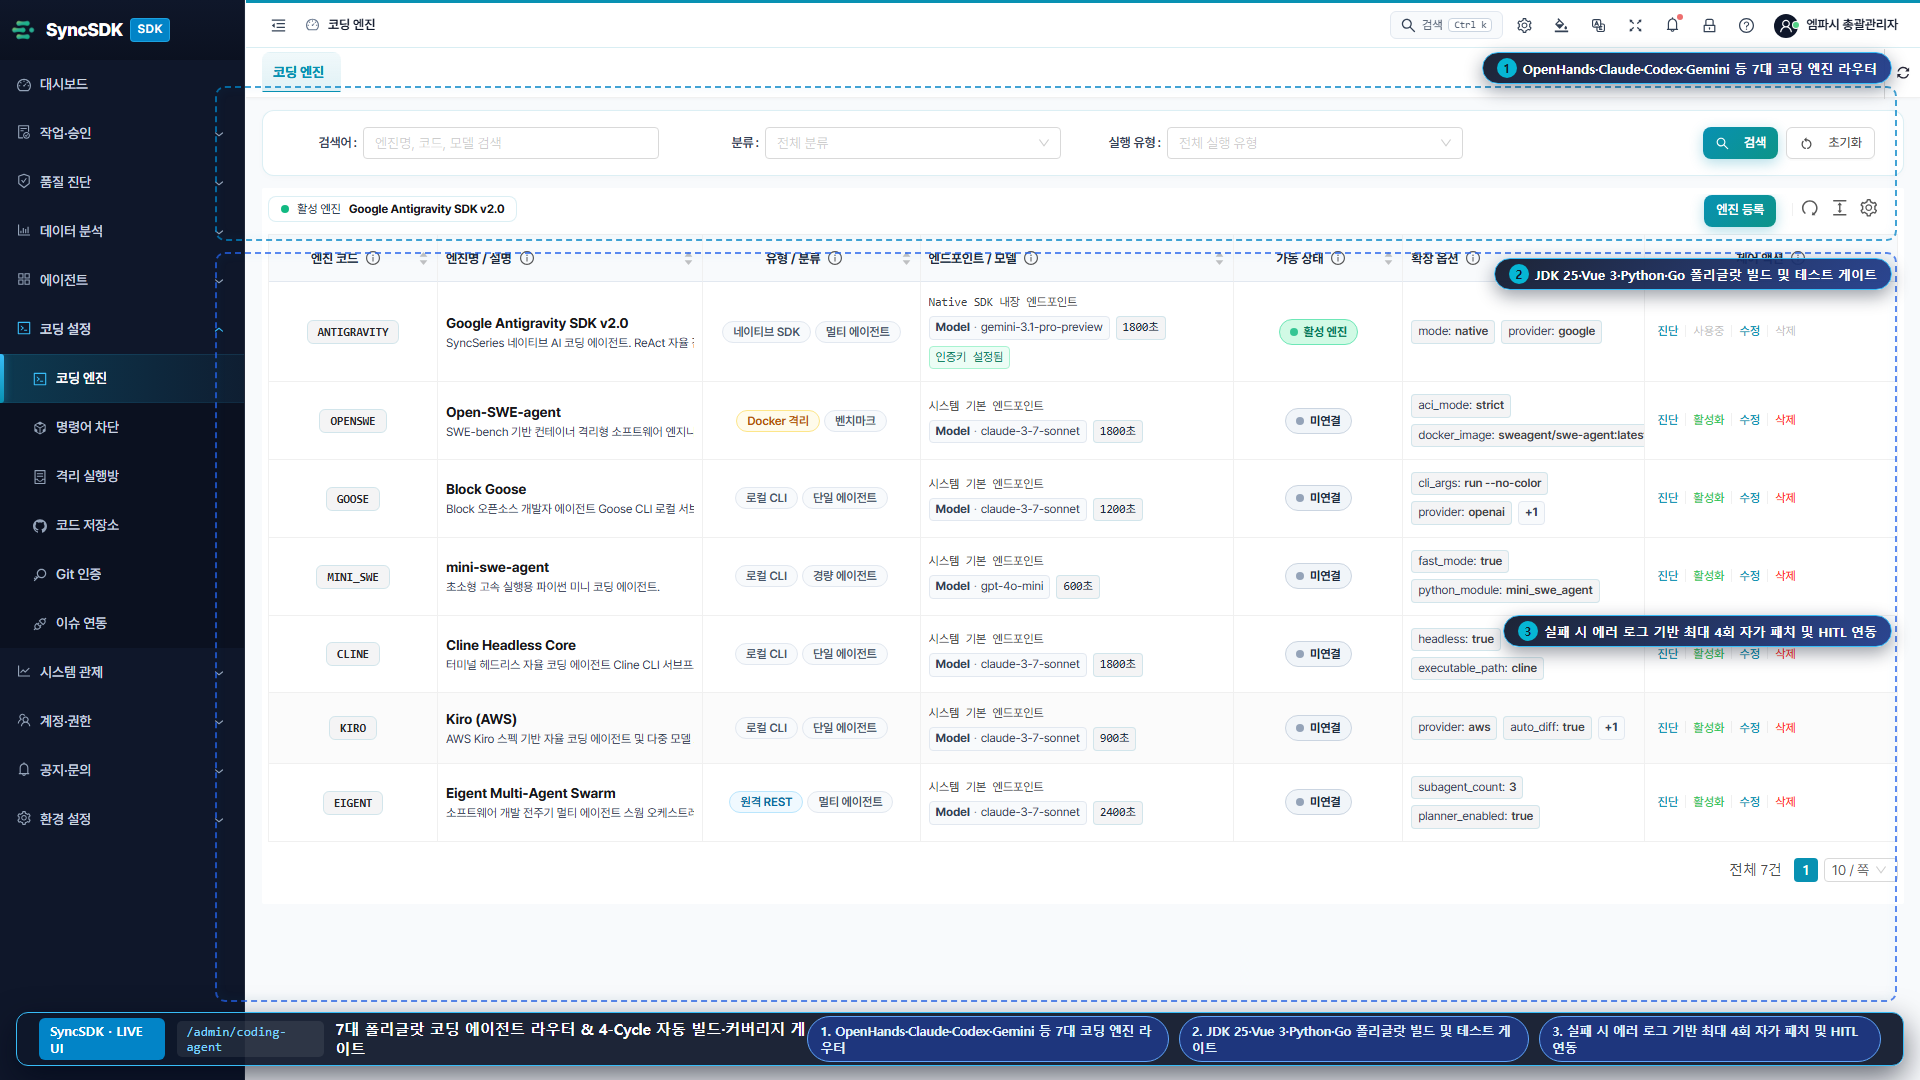 SyncSDK SDK
코딩 엔진
검색 Ctrl k
엠파시 총괄관리자
코딩 엔진
1 OpenHands·Claude·Codex·Gemini 등 7대 코딩 엔진 라우터
대시보드
작업·승인
품질 진단
데이터 분석
에이전트
코딩 설정
코딩 엔진
명령어 차단
격리 실행방
코드 저장소
Git 인증
이슈 연동
시스템 관제
계정·권한
공지·문의
환경 설정
검색어 : 엔진명, 코드, 모델 검색
분류 : 전체 분류
실행 유형 : 전체 실행 유형
검색
초기화
활성 엔진 Google Antigravity SDK v2.0
엔진 등록
엔진 코드
엔진명 / 설명
유형 / 분류
엔드포인트 / 모델
가동 상태
확장 옵션
2 JDK 25·Vue 3·Python·Go 폴리글랏 빌드 및 테스트 게이트
ANTIGRAVITY
Google Antigravity SDK v2.0
SyncSeries 네이티브 AI 코딩 에이전트. ReAct 자율
네이티브 SDK 멀티 에이전트
Native SDK 내장 엔드포인트
Model · gemini-3.1-pro-preview 1800초
인증키 설정됨
활성 엔진
mode: native provider: google
진단 사용중 수정 삭제
OPENSWE
Open-SWE-agent
SWE-bench 기반 컨테이너 격리형 소프트웨어 엔지니
Docker 격리 벤치마크
시스템 기본 엔드포인트
Model · claude-3-7-sonnet 1800초
미연결
aci_mode: strict
docker_image: sweagent/swe-agent:latest
진단 활성화 수정 삭제
GOOSE
Block Goose
Block 오픈소스 개발자 에이전트 Goose CLI 로컬 서브
로컬 CLI 단일 에이전트
시스템 기본 엔드포인트
Model · claude-3-7-sonnet 1200초
미연결
cli_args: run --no-color
provider: openai +1
진단 활성화 수정 삭제
MINI_SWE
mini-swe-agent
초소형 고속 실행용 파이썬 미니 코딩 에이전트.
로컬 CLI 경량 에이전트
시스템 기본 엔드포인트
Model · gpt-4o-mini 600초
미연결
fast_mode: true
python_module: mini_swe_agent
진단 활성화 수정 삭제
CLINE
Cline Headless Core
터미널 헤드리스 자율 코딩 에이전트 Cline CLI 서브프
로컬 CLI 단일 에이전트
시스템 기본 엔드포인트
Model · claude-3-7-sonnet 1800초
미연결
headless: true
executable_path: cline
3 실패 시 에러 로그 기반 최대 4회 자가 패치 및 HITL 연동
진단 활성화 수정 삭제
KIRO
Kiro (AWS)
AWS Kiro 스펙 기반 자율 코딩 에이전트 및 다중 모델
로컬 CLI 단일 에이전트
시스템 기본 엔드포인트
Model · claude-3-7-sonnet 900초
미연결
provider: aws auto_diff: true +1
진단 활성화 수정 삭제
EIGENT
Eigent Multi-Agent Swarm
소프트웨어 개발 전주기 멀티 에이전트 스웜 오케스트레
원격 REST 멀티 에이전트
시스템 기본 엔드포인트
Model · claude-3-7-sonnet 2400초
미연결
subagent_count: 3
planner_enabled: true
진단 활성화 수정 삭제
전체 7건 1 10 / 쪽
SyncSDK · LIVE
UI
/admin/coding-
agent
7대 폴리글랏 코딩 에이전트 라우터 & 4-Cycle 자동 빌드·커버리지 게
이트
1. OpenHands·Claude·Codex·Gemini 등 7대 코딩 엔진 라
우터
2. JDK 25·Vue 3·Python·Go 폴리글랏 빌드 및 테스트 게
이트
3. 실패 시 에러 로그 기반 최대 4회 자가 패치 및 HITL
연동